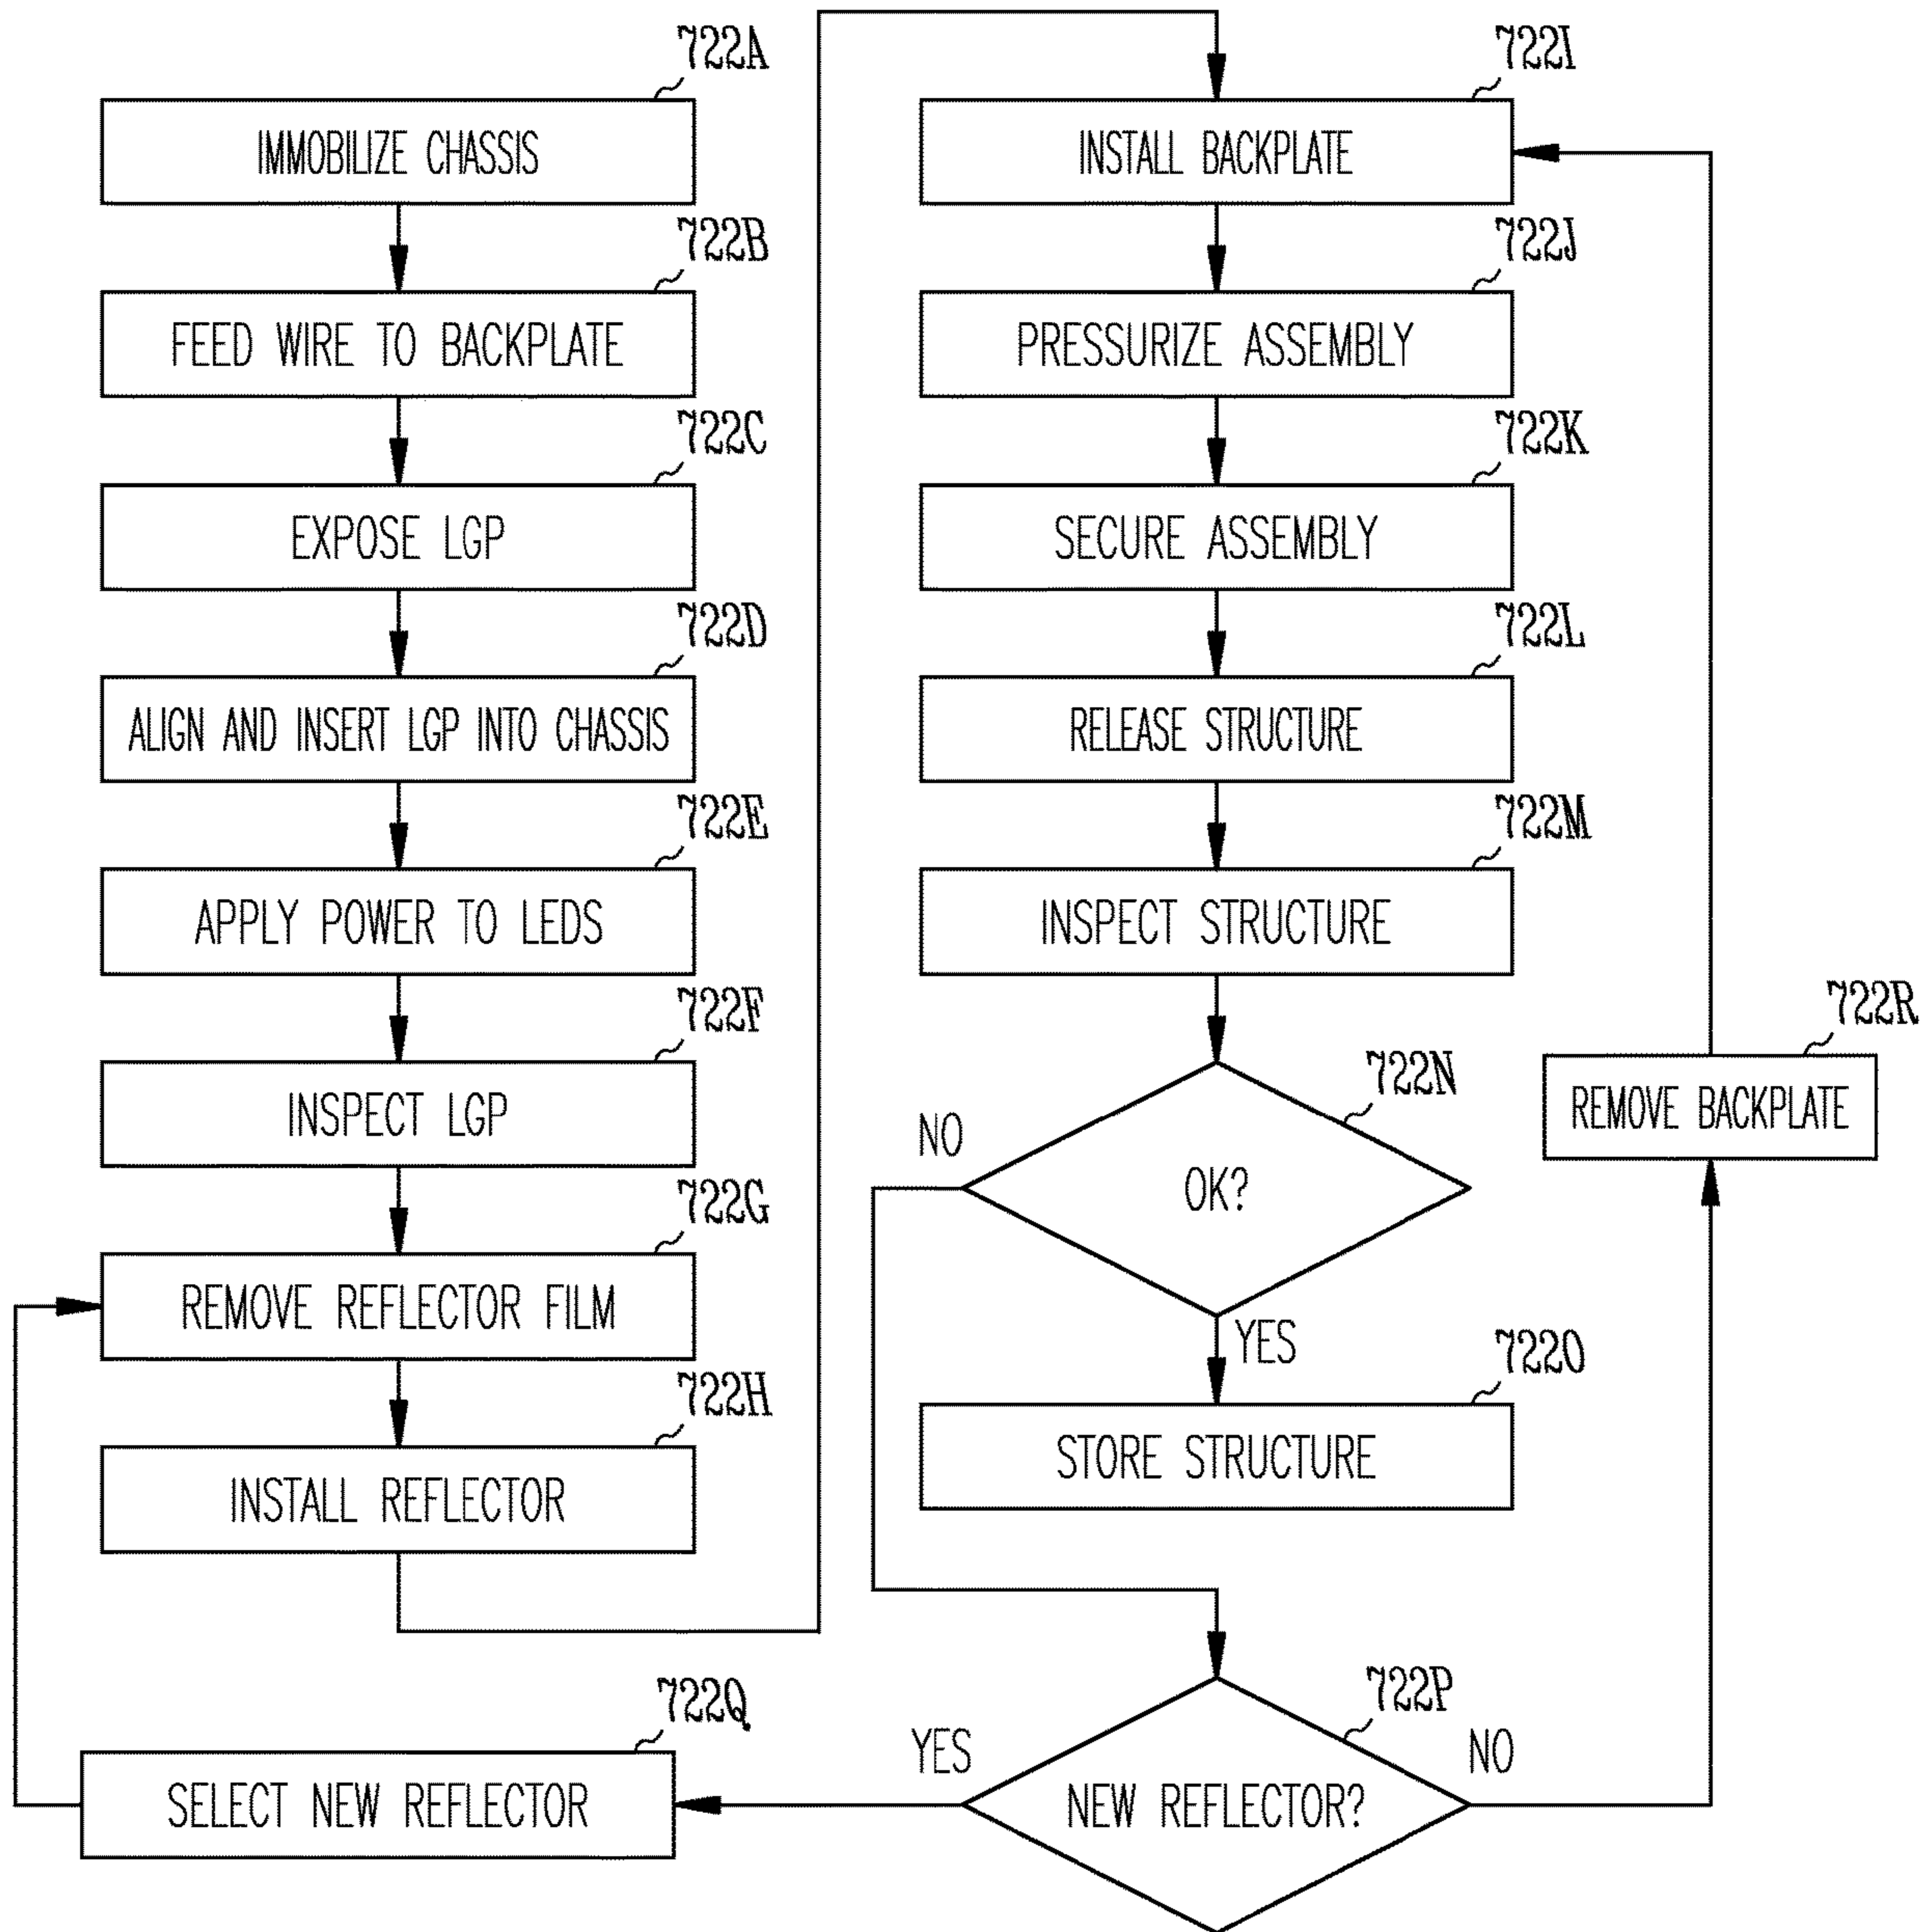 722A
IMMOBILIZE CHASSIS
722B
FEED WIRE TO BACKPLATE
722C
EXPOSE LGP
722D
ALIGN AND INSERT LGP INTO CHASSIS
722E
APPLY POWER TO LEDS
722F
INSPECT LGP
722G
REMOVE REFLECTOR FILM
722H
INSTALL REFLECTOR
722I
INSTALL BACKPLATE
722J
PRESSURIZE ASSEMBLY
722K
SECURE ASSEMBLY
722L
RELEASE STRUCTURE
722M
INSPECT STRUCTURE
722N
NO
OK?
YES
722O
STORE STRUCTURE
722P
YES
NEW REFLECTOR?
NO
722Q
SELECT NEW REFLECTOR
722R
REMOVE BACKPLATE